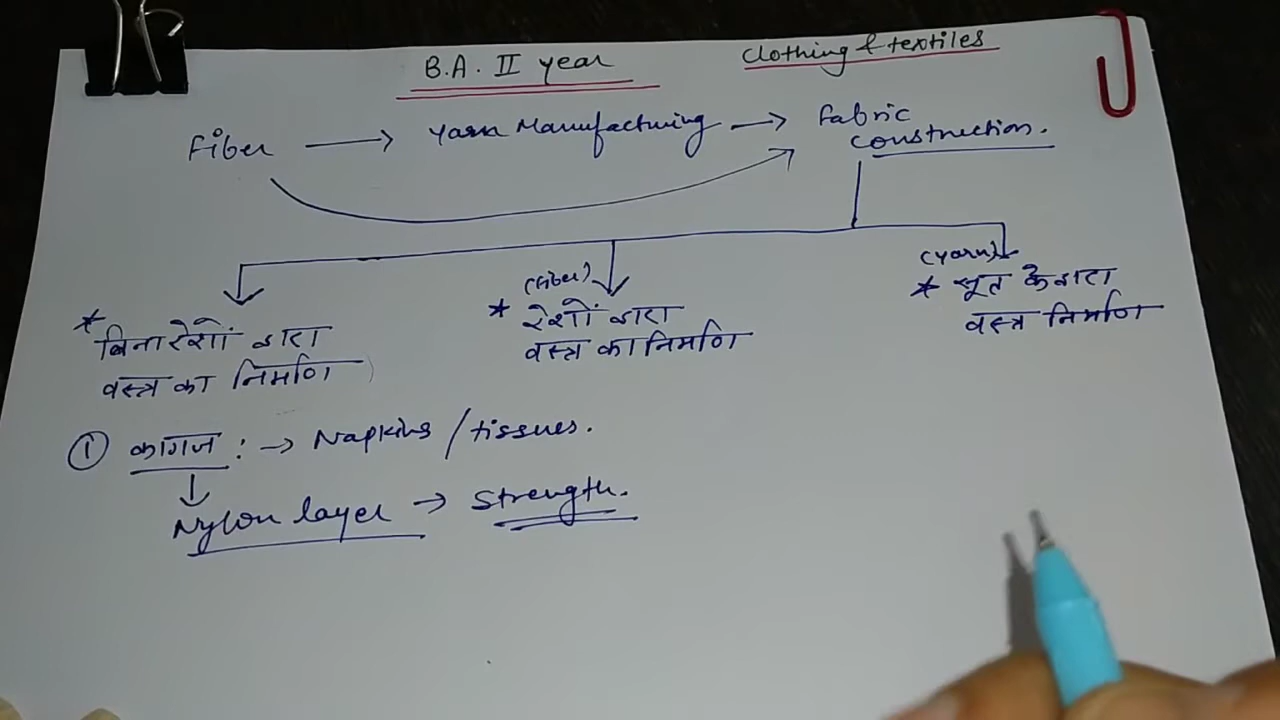 B.A. II year
Clothing & textiles
Fiber → Yarn Manufacturing → Fabric construction.
* बिना रेशों द्वारा
वस्त्र का निर्माण
(Fiber)
* रेशों द्वारा
वस्त्र का निर्माण
(Yarn)
* सूत के द्वारा
वस्त्र निर्माण
① कागज :→ Napkins / tissues.
↓
Nylon layer → Strength.